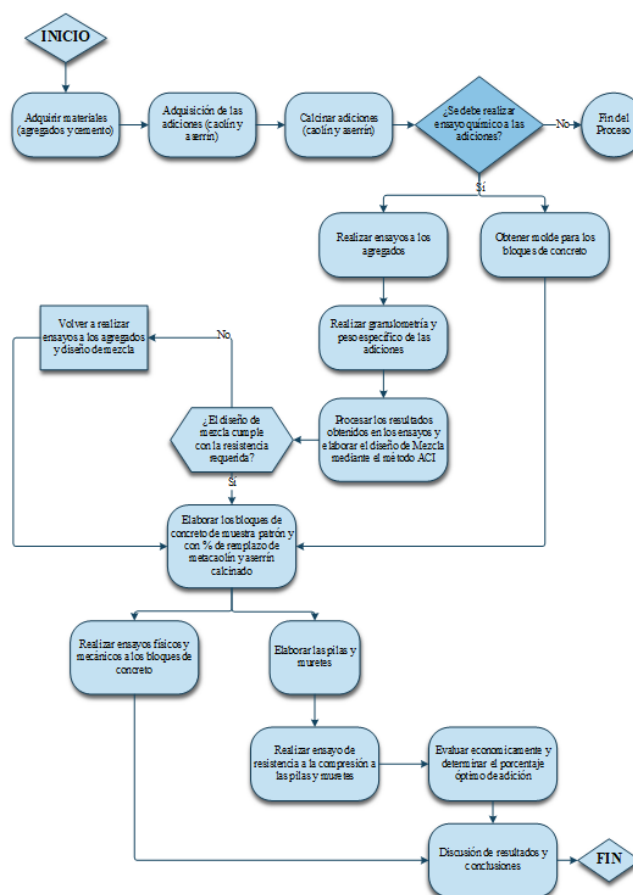 INICIO
Adquirir materiales
(agregados y cemento)
Adquisición de las
adiciones (caolín y
aserrín)
Calcinar adiciones
(caolín y aserrín)
¿Se debe realizar
ensayo químico a las
adiciones?
No
Fin del
Proceso
Sí
Realizar ensayos a los
agregados
Obtener molde para los
bloques de concreto
Volver a realizar
ensayos a los agregados
y diseño de mezcla
No
Realizar granulometría y
peso específico de las
adiciones
¿El diseño de
mezcla cumple
con la resistencia
requerida?
Procesar los resultados
obtenidos en los ensayos y
elaborar el diseño de Mezcla
mediante el método ACI
Sí
Elaborar los bloques de
concreto de muestra patrón y
con % de remplazo de
metacaolín y aserrín
calcinado
Realizar ensayos físicos y
mecánicos a los bloques de
concreto
Elaborar las pilas y
muretes
Realizar ensayo de
resistencia a la compresión a
las pilas y muretes
Evaluar economicamente y
determinar el porcentaje
óptimo de adición
Discusión de resultados y
conclusiones
FIN